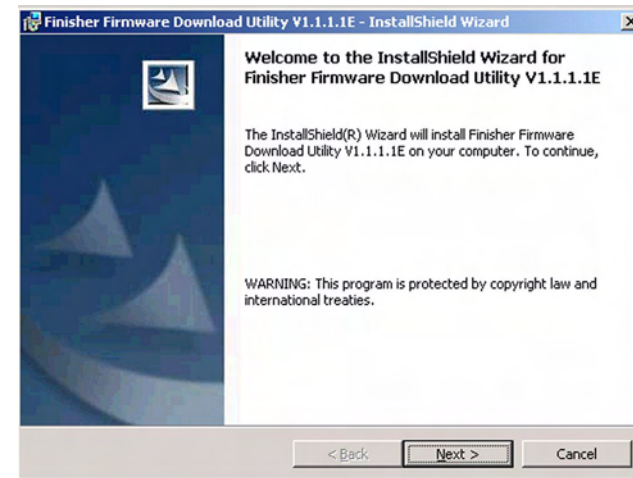 Finisher Firmware Download Utility V1.1.1.1E - InstallShield Wizard
Welcome to the InstallShield Wizard for
Finisher Firmware Download Utility V1.1.1.1E
The InstallShield(R) Wizard will install Finisher Firmware
Download Utility V1.1.1.1E on your computer. To continue,
click Next.
WARNING: This program is protected by copyright law and
international treaties.
< Back
Next >
Cancel